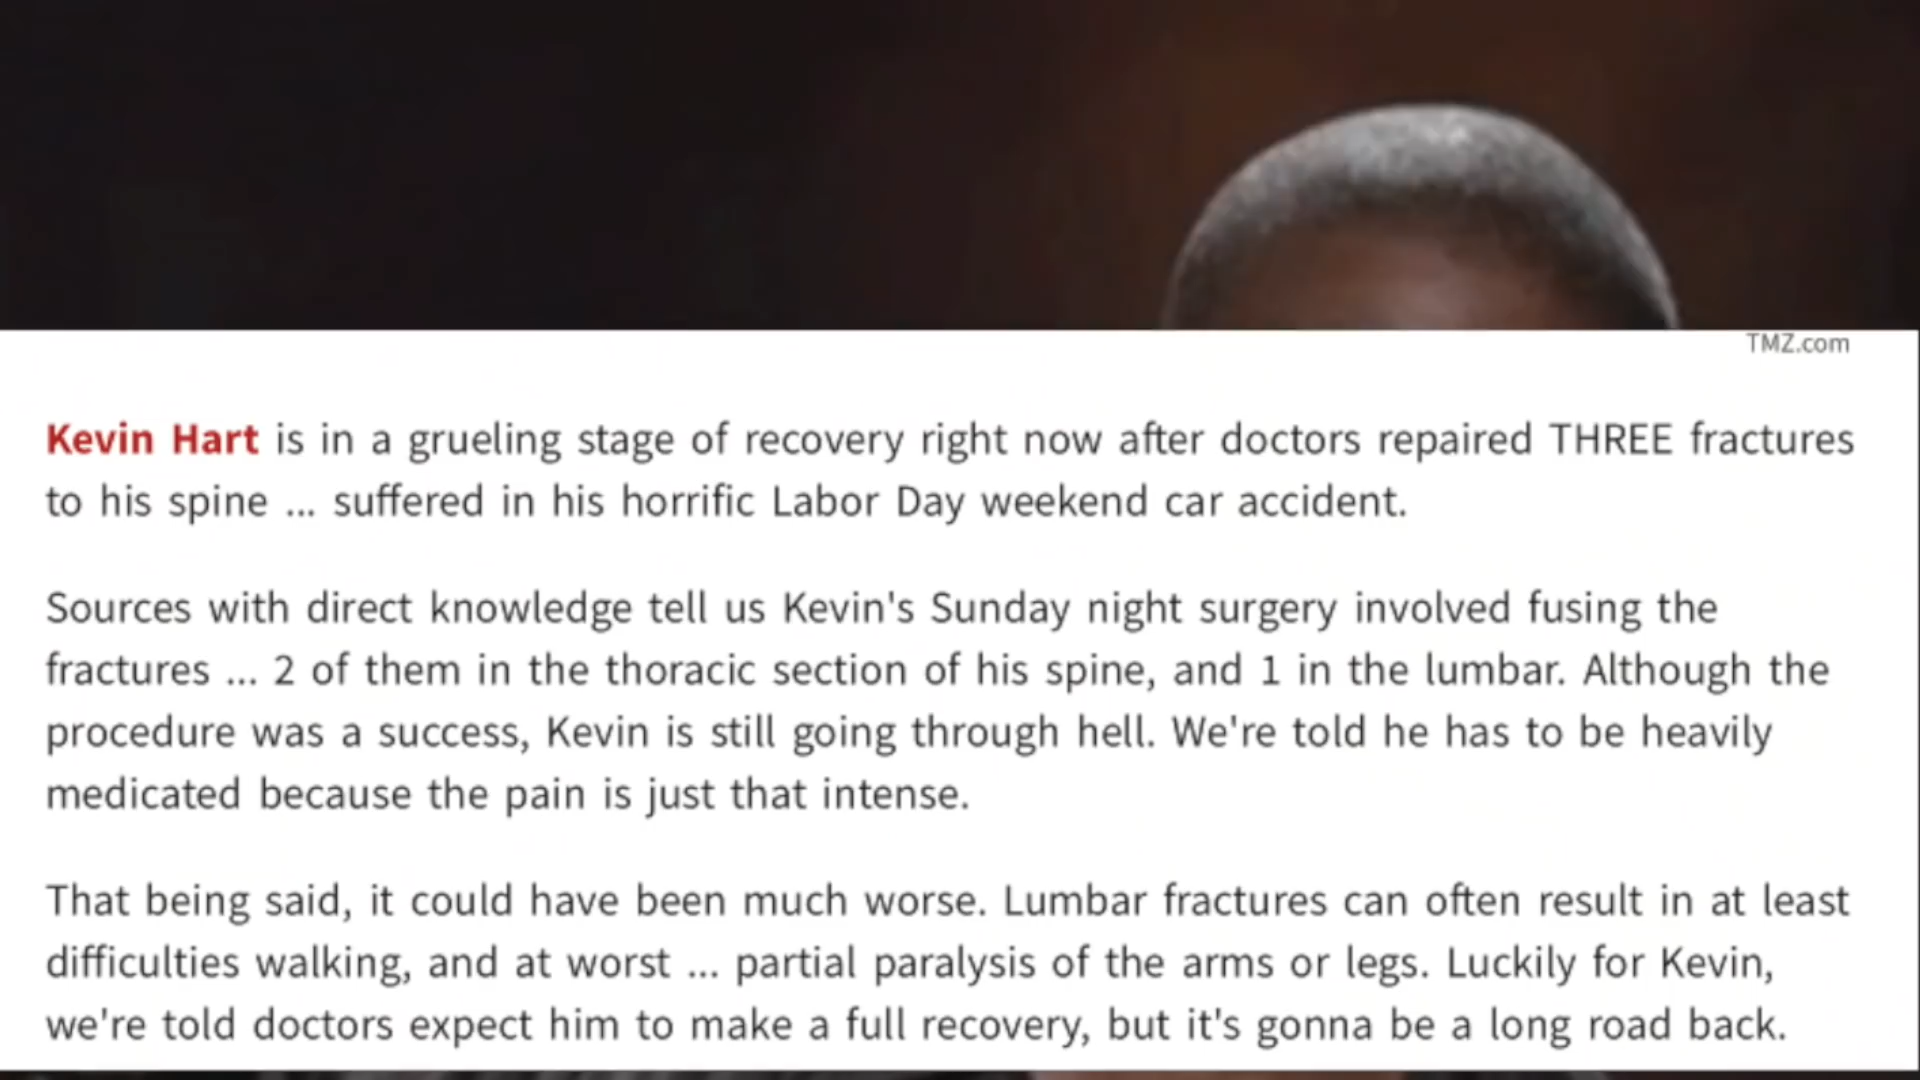 TMZ.com
Kevin Hart is in a grueling stage of recovery right now after doctors repaired THREE fractures
to his spine ... suffered in his horrific Labor Day weekend car accident.
Sources with direct knowledge tell us Kevin's Sunday night surgery involved fusing the
fractures ... 2 of them in the thoracic section of his spine, and 1 in the lumbar. Although the
procedure was a success, Kevin is still going through hell. We're told he has to be heavily
medicated because the pain is just that intense.
That being said, it could have been much worse. Lumbar fractures can often result in at least
difficulties walking, and at worst ... partial paralysis of the arms or legs. Luckily for Kevin,
we're told doctors expect him to make a full recovery, but it's gonna be a long road back.